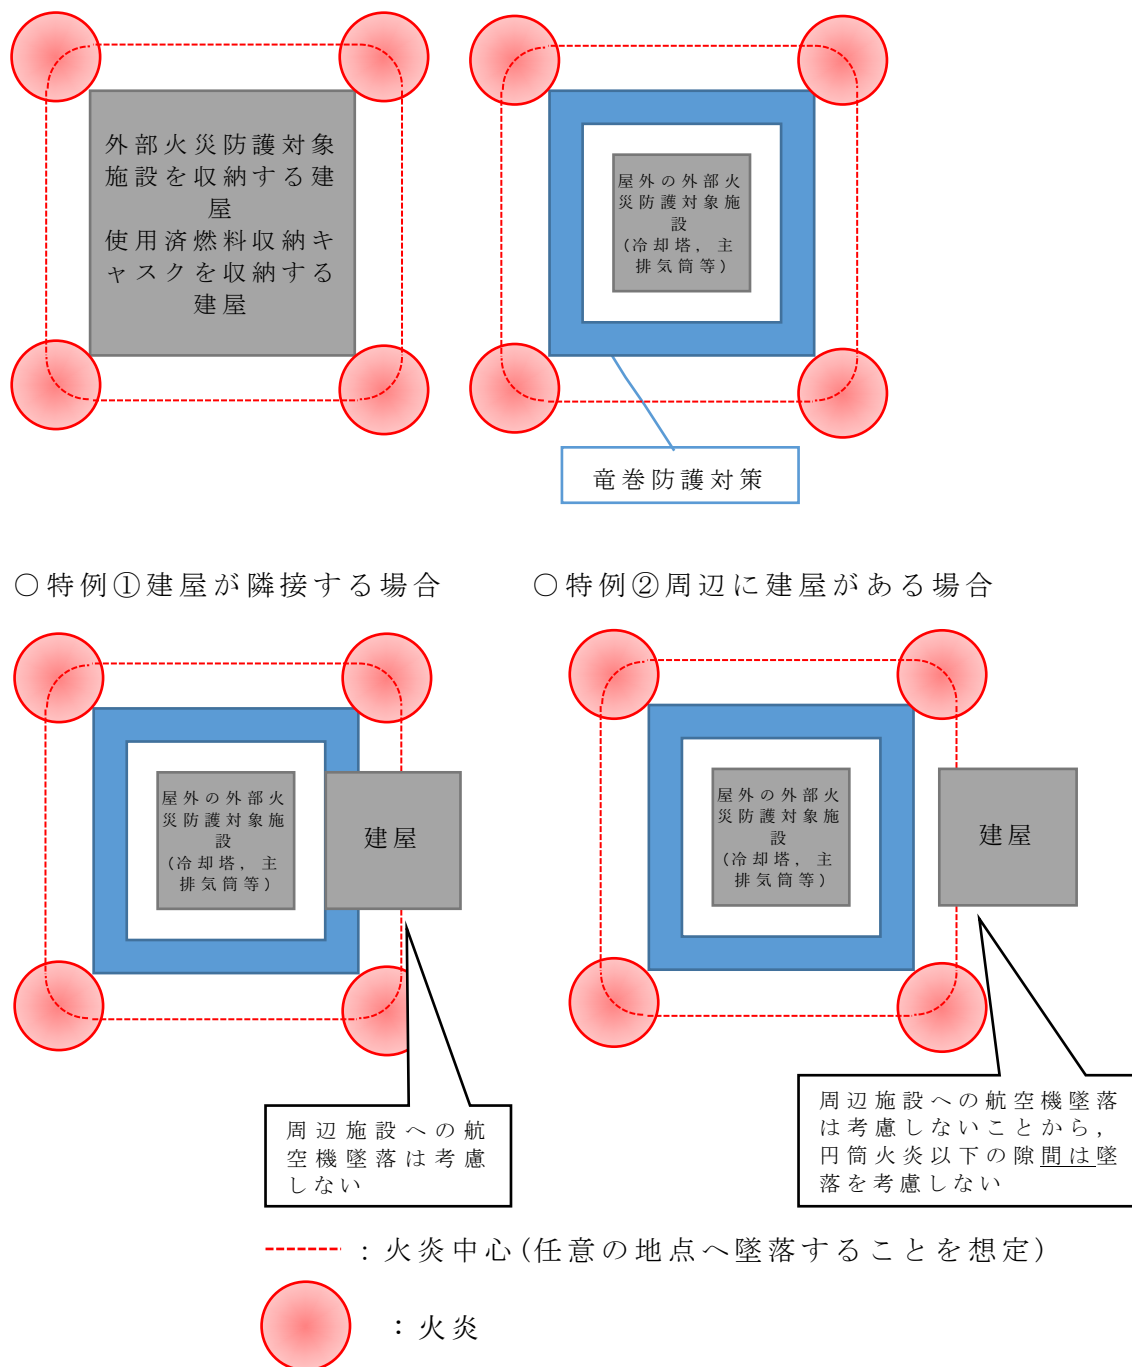 外部火災防護対象
施設を収納する建
屋
使用済燃料収納キ
ャスクを収納する
建屋
屋外の外部火
災防護対象施
設
(冷却塔，主
排気筒等)
竜巻防護対策
○特例①建屋が隣接する場合
○特例②周辺に建屋がある場合
屋外の外部火
災防護対象施
設
(冷却塔，主
排気筒等)
建屋
屋外の外部火
災防護対象施
設
(冷却塔，主
排気筒等)
建屋
周辺施設への航
空機墜落は考慮
しない
周辺施設への航空機墜落
は考慮しないことから，
円筒火炎以下の隙間は墜
落を考慮しない
：火炎中心(任意の地点へ墜落することを想定)
：火炎